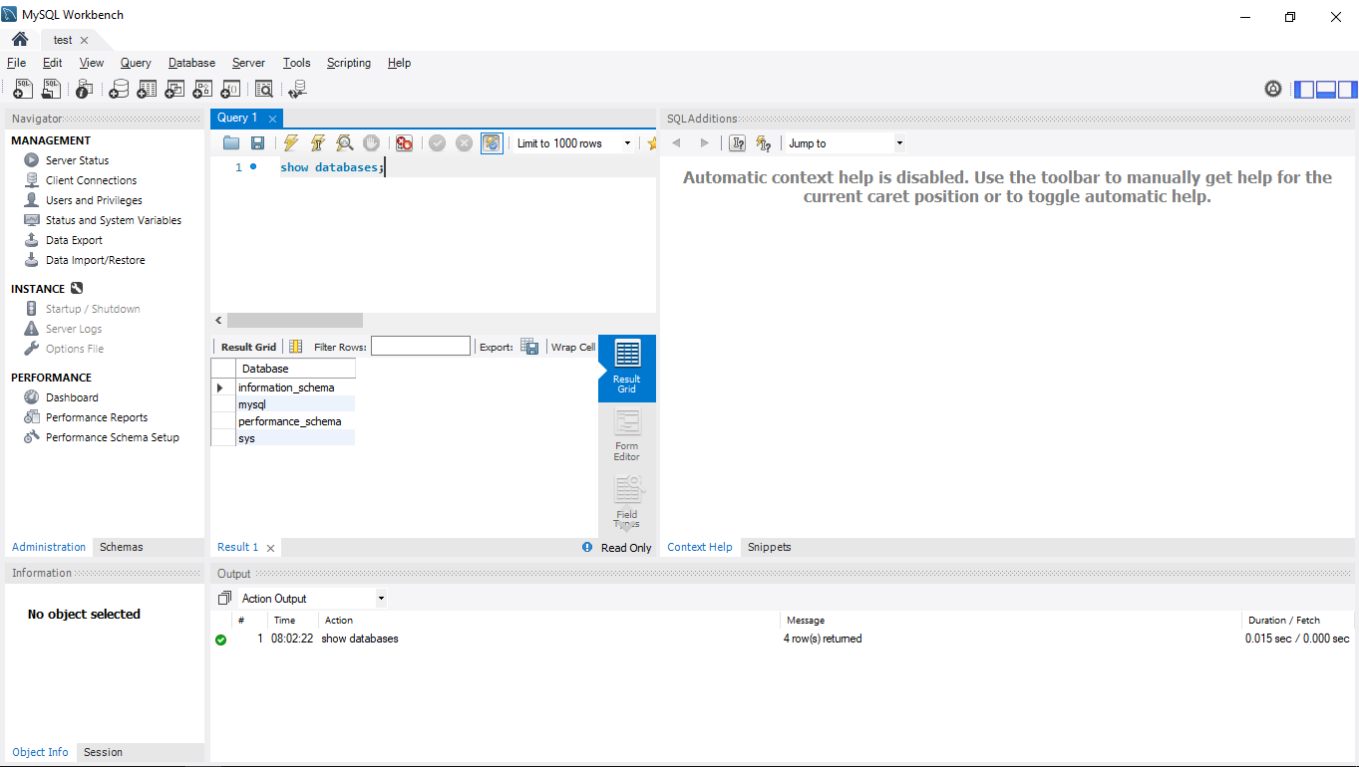 MySQL Workbench
test
File Edit View Query Database Server Tools Scripting Help
Navigator
MANAGEMENT
Server Status
Client Connections
Users and Privileges
Status and System Variables
Data Export
Data Import/Restore
INSTANCE
Startup / Shutdown
Server Logs
Options File
PERFORMANCE
Dashboard
Performance Reports
Performance Schema Setup
Administration Schemas
Query 1
Limit to 1000 rows
1 show databases;
Result Grid Filter Rows: Export: Wrap Cell
Database
information_schema
mysql
performance_schema
sys
Result
Grid
Form
Editor
Field
Types
Result 1 Read Only
SQLAdditions
Jump to
Automatic context help is disabled. Use the toolbar to manually get help for the
current caret position or to toggle automatic help.
Context Help Snippets
Information
No object selected
Object Info Session
Output
Action Output
# Time Action Message Duration / Fetch
1 08:02:22 show databases 4 row(s) returned 0.015 sec / 0.000 sec